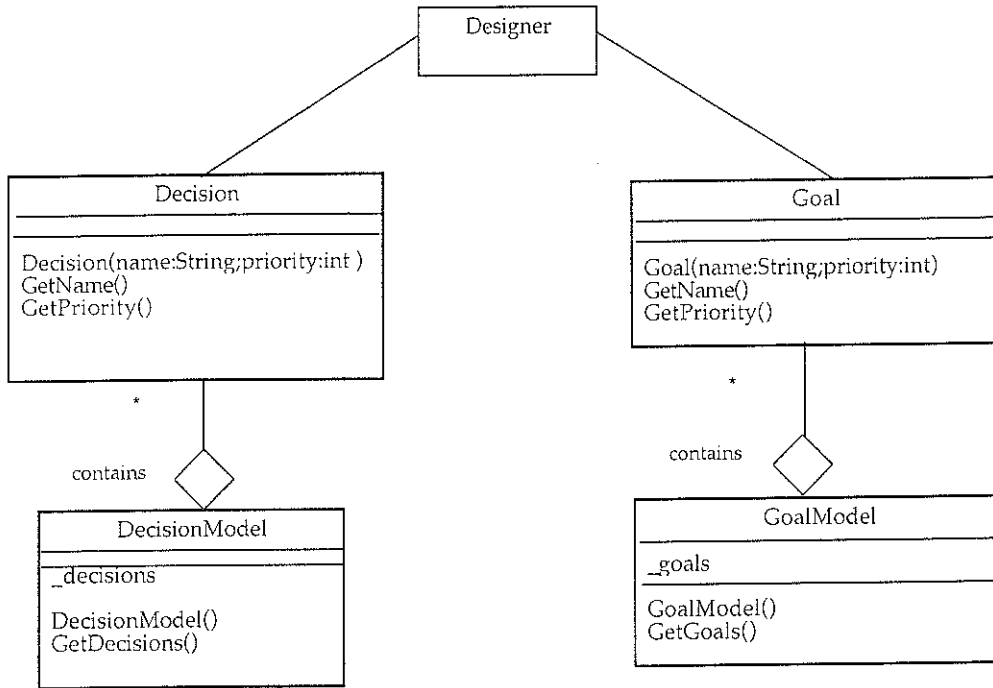 Designer
Decision
Decision(name:String;priority:int )
GetName()
GetPriority()
Goal
Goal(name:String;priority:int)
GetName()
GetPriority()
*
contains
*
contains
DecisionModel
_decisions
DecisionModel()
GetDecisions()
GoalModel
_goals
GoalModel()
GetGoals()